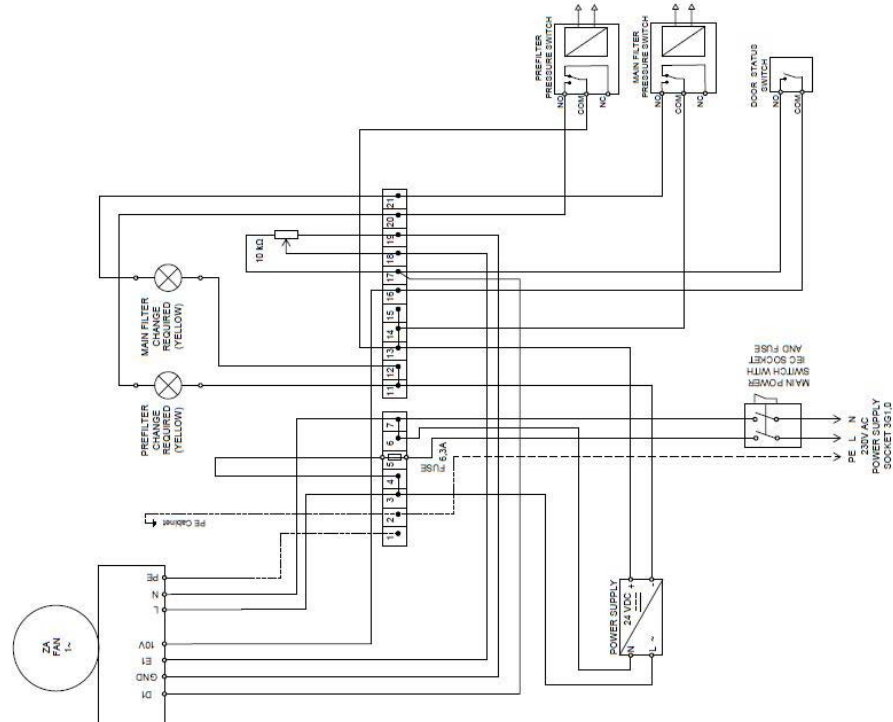 PREFILTER
PRESSURE SWITCH
NO
COM
NC
MAIN FILTER
PRESSURE SWITCH
NO
COM
NC
DOOR STATUS
SWITCH
NO
COM
21
20
19
18
17
16
15
14
13
12
11
10 kΩ
MAIN FILTER
CHANGE
REQUIRED
(YELLOW)
PREFILTER
CHANGE
REQUIRED
(YELLOW)
7
6
5
4
3
2
1
FUSE
6,3A
PE Cabinet
MAIN POWER
SWITCH WITH
IEC SOCKET
AND FUSE
PE L N
230V AC
POWER SUPPLY
SOCKET 3G1,0
ZA
FAN
1~
PE
N
L
10V
E1
GND
D1
POWER SUPPLY
24 VDC
+
-
N
L ~